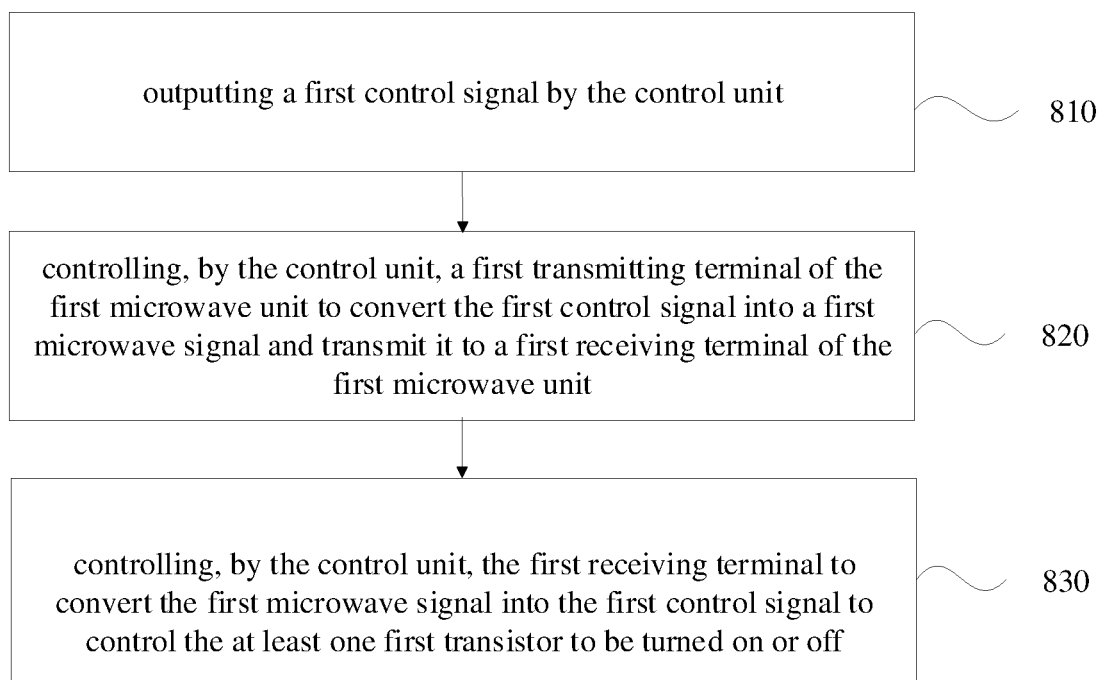 outputting a first control signal by the control unit
810
controlling, by the control unit, a first transmitting terminal of the
first microwave unit to convert the first control signal into a first
microwave signal and transmit it to a first receiving terminal of the
first microwave unit
820
controlling, by the control unit, the first receiving terminal to
convert the first microwave signal into the first control signal to
control the at least one first transistor to be turned on or off
830